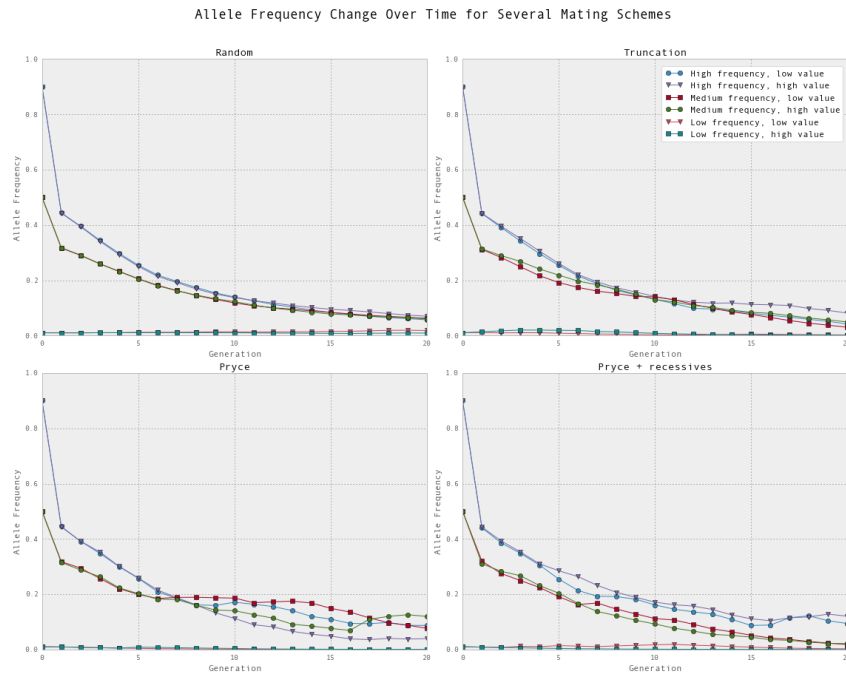 Allele Frequency Change Over Time for Several Mating Schemes
Random
1.0
0.8
0.6
0.4
0.2
0.0
Allele Frequency
0
5
10
15
20
Generation
Truncation
1.0
0.8
0.6
0.4
0.2
0.0
Allele Frequency
High frequency, low value
High frequency, high value
Medium frequency, low value
Medium frequency, high value
Low frequency, low value
Low frequency, high value
0
5
10
15
Generation
Pryce
1.0
0.8
0.6
0.4
0.2
0.0
Allele Frequency
0
5
10
15
20
Generation
Pryce + recessives
1.0
0.8
0.6
0.4
0.2
0.0
Allele Frequency
0
5
10
15
Generation